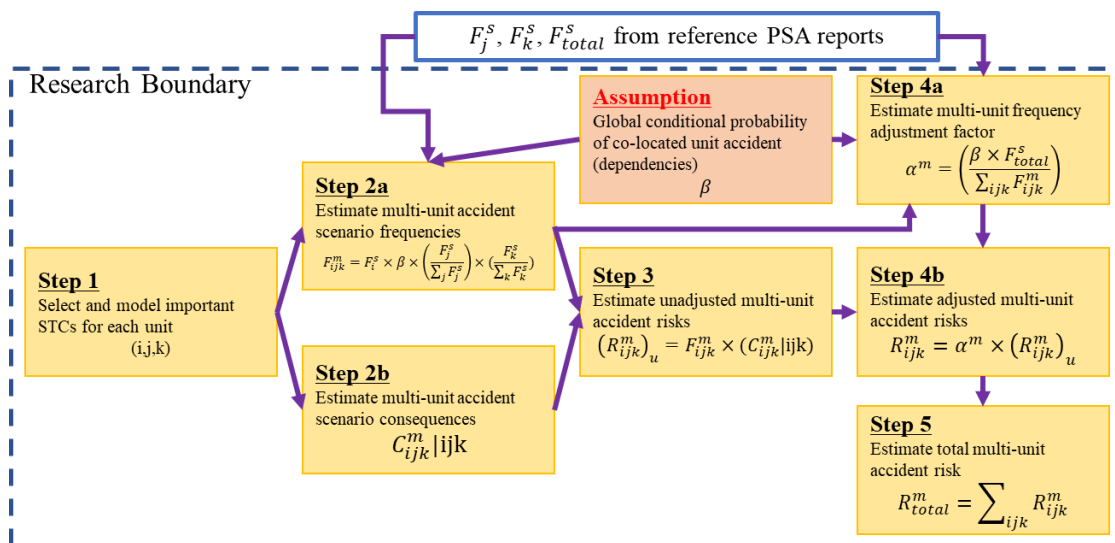 F_j^s, F_k^s, F_total^s from reference PSA reports
Research Boundary
Assumption
Global conditional probability
of co-located unit accident
(dependencies)
β
Step 4a
Estimate multi-unit frequency
adjustment factor
α^m = ( (β × F_total^s) / (∑_ijk F_ijk^m) )
Step 2a
Estimate multi-unit accident
scenario frequencies
F_ijk^m = F_i^s × β × ( F_j^s / ∑_j F_j^s ) × ( F_k^s / ∑_k F_k^s )
Step 1
Select and model important
STCs for each unit
(i,j,k)
Step 3
Estimate unadjusted multi-unit
accident risks
(R_ijk^m)_u = F_ijk^m × (C_ijk^m|ijk)
Step 4b
Estimate adjusted multi-unit
accident risks
R_ijk^m = α^m × (R_ijk^m)_u
Step 2b
Estimate multi-unit accident
scenario consequences
C_ijk^m|ijk
Step 5
Estimate total multi-unit
accident risk
R_total^m = ∑_ijk R_ijk^m